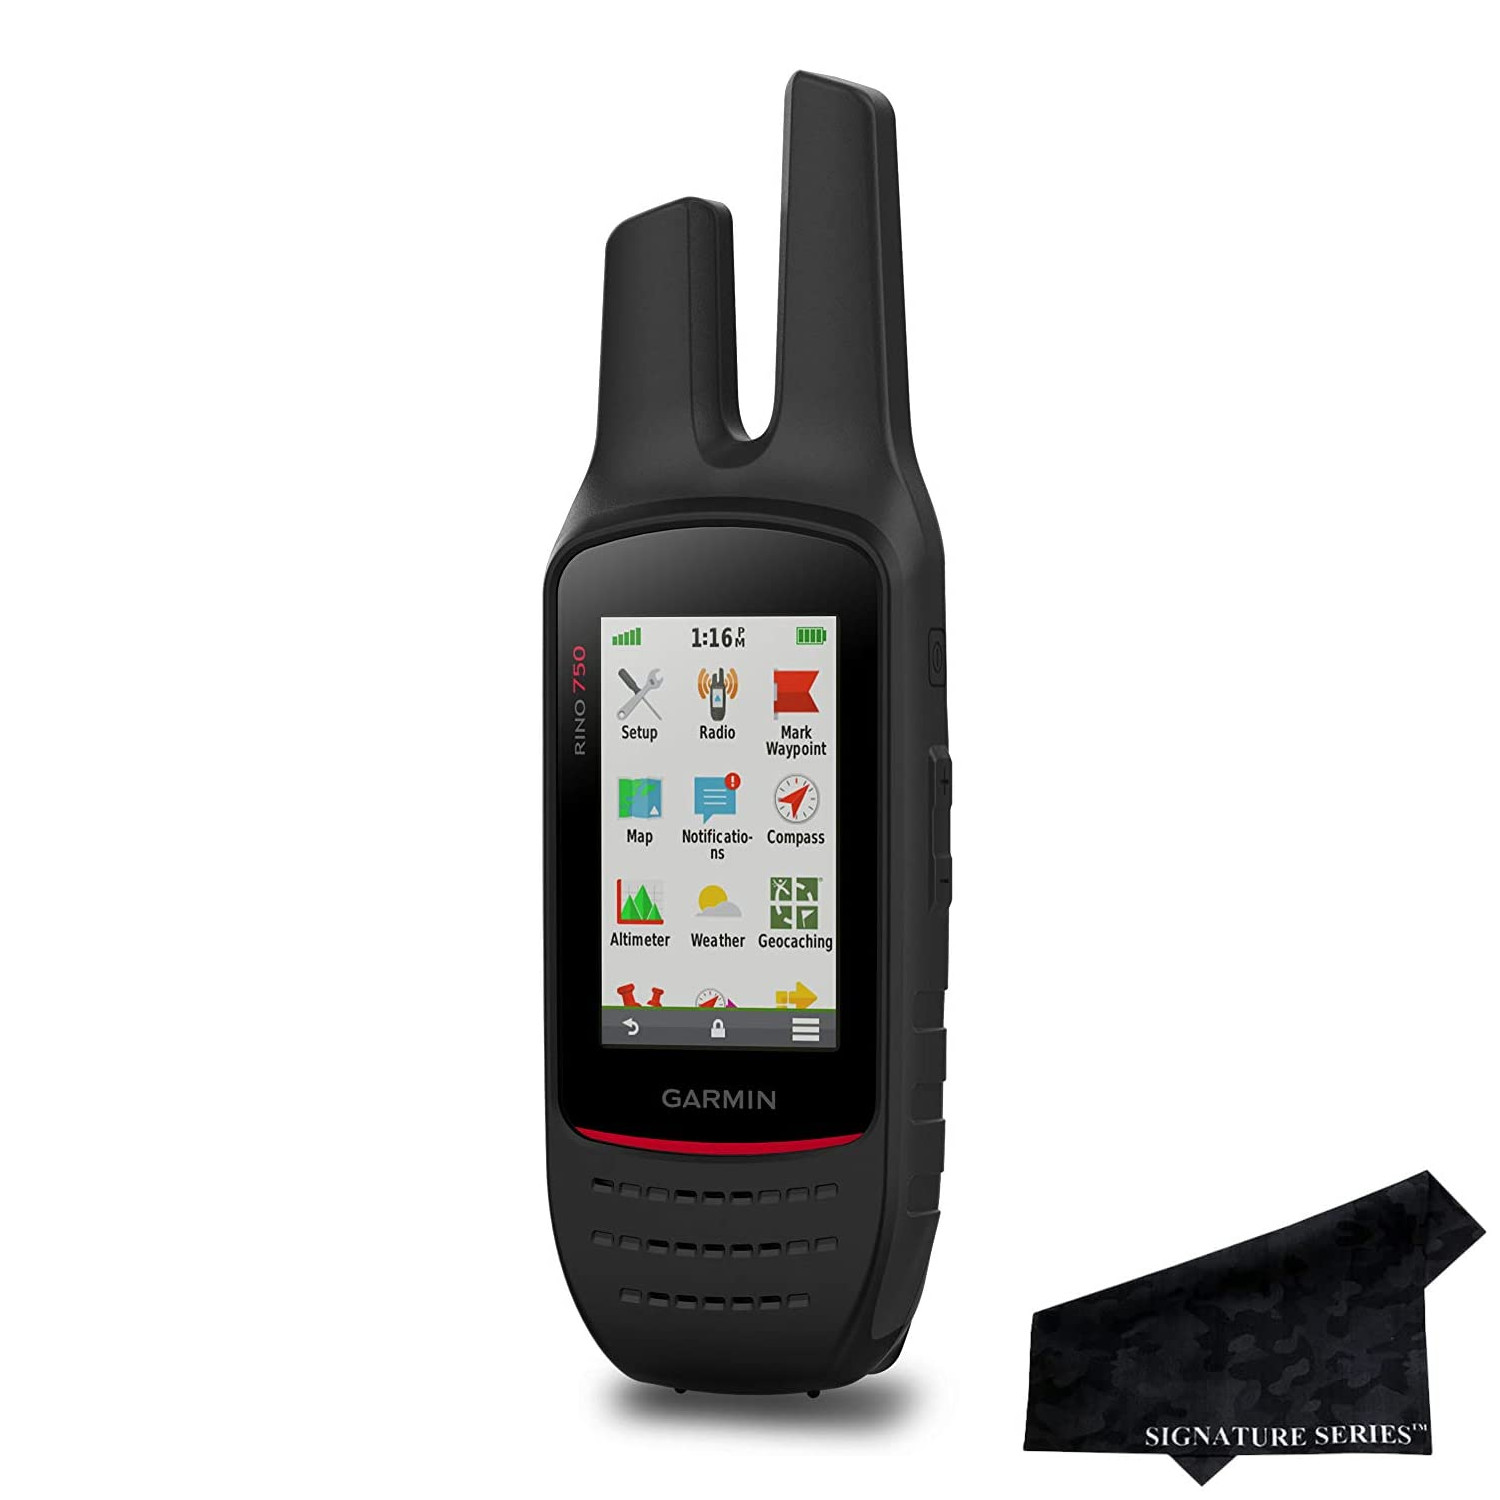 1:16 PM
Setup
Radio
Mark
Waypoint
Map
Notificatio-
ns
Compass
Altimeter
Weather
Geocaching
RINO 750
GARMIN
SIGNATURE SERIES™